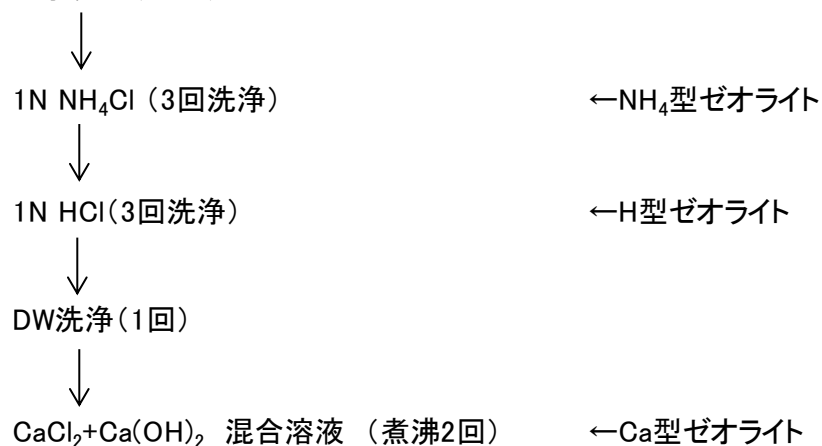 1N NH₄Cl （3回洗浄） ←NH₄型ゼオライト
1N HCl（3回洗浄） ←H型ゼオライト
DW洗浄（1回）
CaCl₂+Ca(OH)₂ 混合溶液 （煮沸2回） ←Ca型ゼオライト